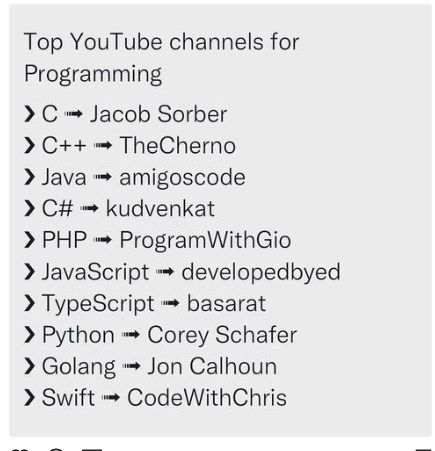 Top YouTube channels for
Programming
❯ C ➟ Jacob Sorber
❯ C++ ➟ TheCherno
❯ Java ➟ amigoscode
❯ C# ➟ kudvenkat
❯ PHP ➟ ProgramWithGio
❯ JavaScript ➟ developedbyed
❯ TypeScript ➟ basarat
❯ Python ➟ Corey Schafer
❯ Golang ➟ Jon Calhoun
❯ Swift ➟ CodeWithChris